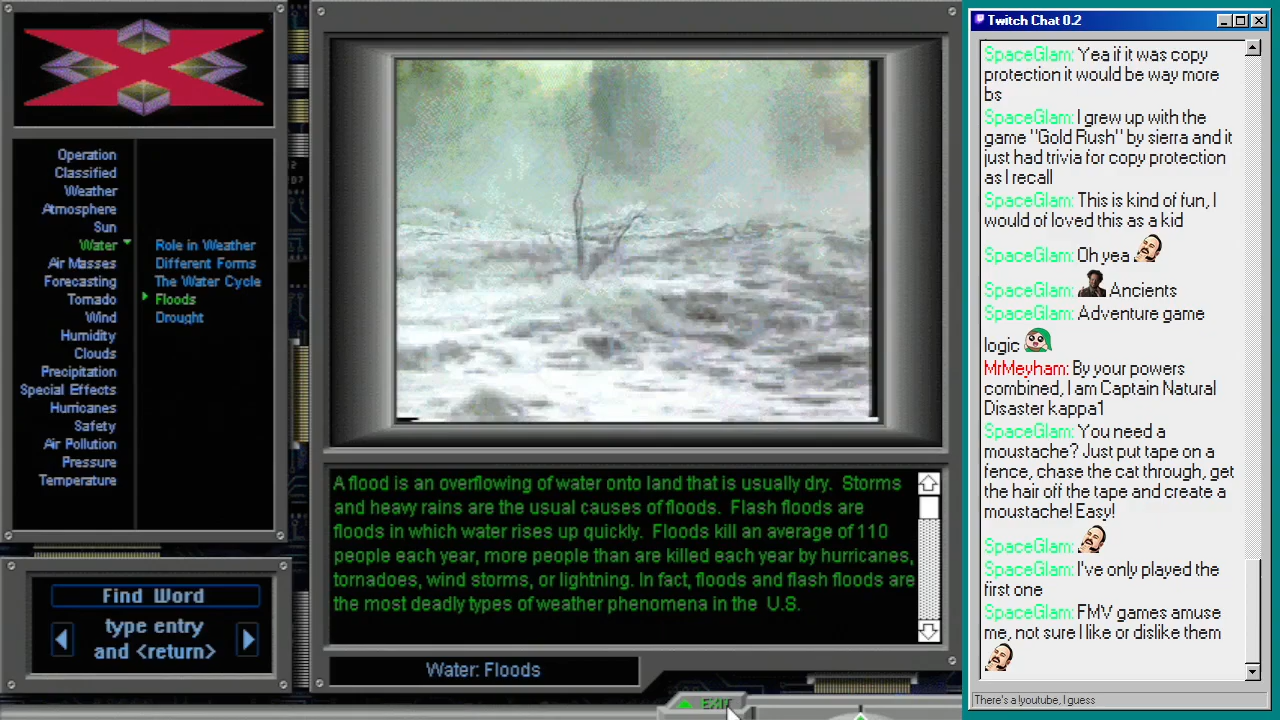 Operation
Classified
Weather
Atmosphere
Sun
Water
Air Masses
Forecasting
Tornado
Wind
Humidity
Clouds
Precipitation
Special Effects
Hurricanes
Safety
Air Pollution
Pressure
Temperature
Role in Weather
Different Forms
The Water Cycle
Floods
Drought
Find Word
type entry
and <return>
A flood is an overflowing of water onto land that is usually dry. Storms
and heavy rains are the usual causes of floods. Flash floods are
floods in which water rises up quickly. Floods kill an average of 110
people each year, more people than are killed each year by hurricanes,
tornadoes, wind storms, or lightning. In fact, floods and flash floods are
the most deadly types of weather phenomena in the U.S.
Water: Floods
EXIT
Twitch Chat 0.2
SpaceGlam: Yea if it was copy
protection it would be way more
bs
SpaceGlam: I grew up with the
game "Gold Rush" by sierra and it
just had trivia for copy protection
as I recall
SpaceGlam: This is kind of fun, I
would of loved this as a kid
SpaceGlam: Oh yea
SpaceGlam: Ancients
SpaceGlam: Adventure game
logic
MrMeyham: By your powers
combined, I am Captain Natural
Disaster kappa1
SpaceGlam: You need a
moustache? Just put tape on a
fence, chase the cat through, get
the hair off the tape and create a
moustache! Easy!
SpaceGlam:
SpaceGlam: I've only played the
first one
SpaceGlam: FMV games amuse
me, not sure I like or dislike them
There's a lyoutube, I guess